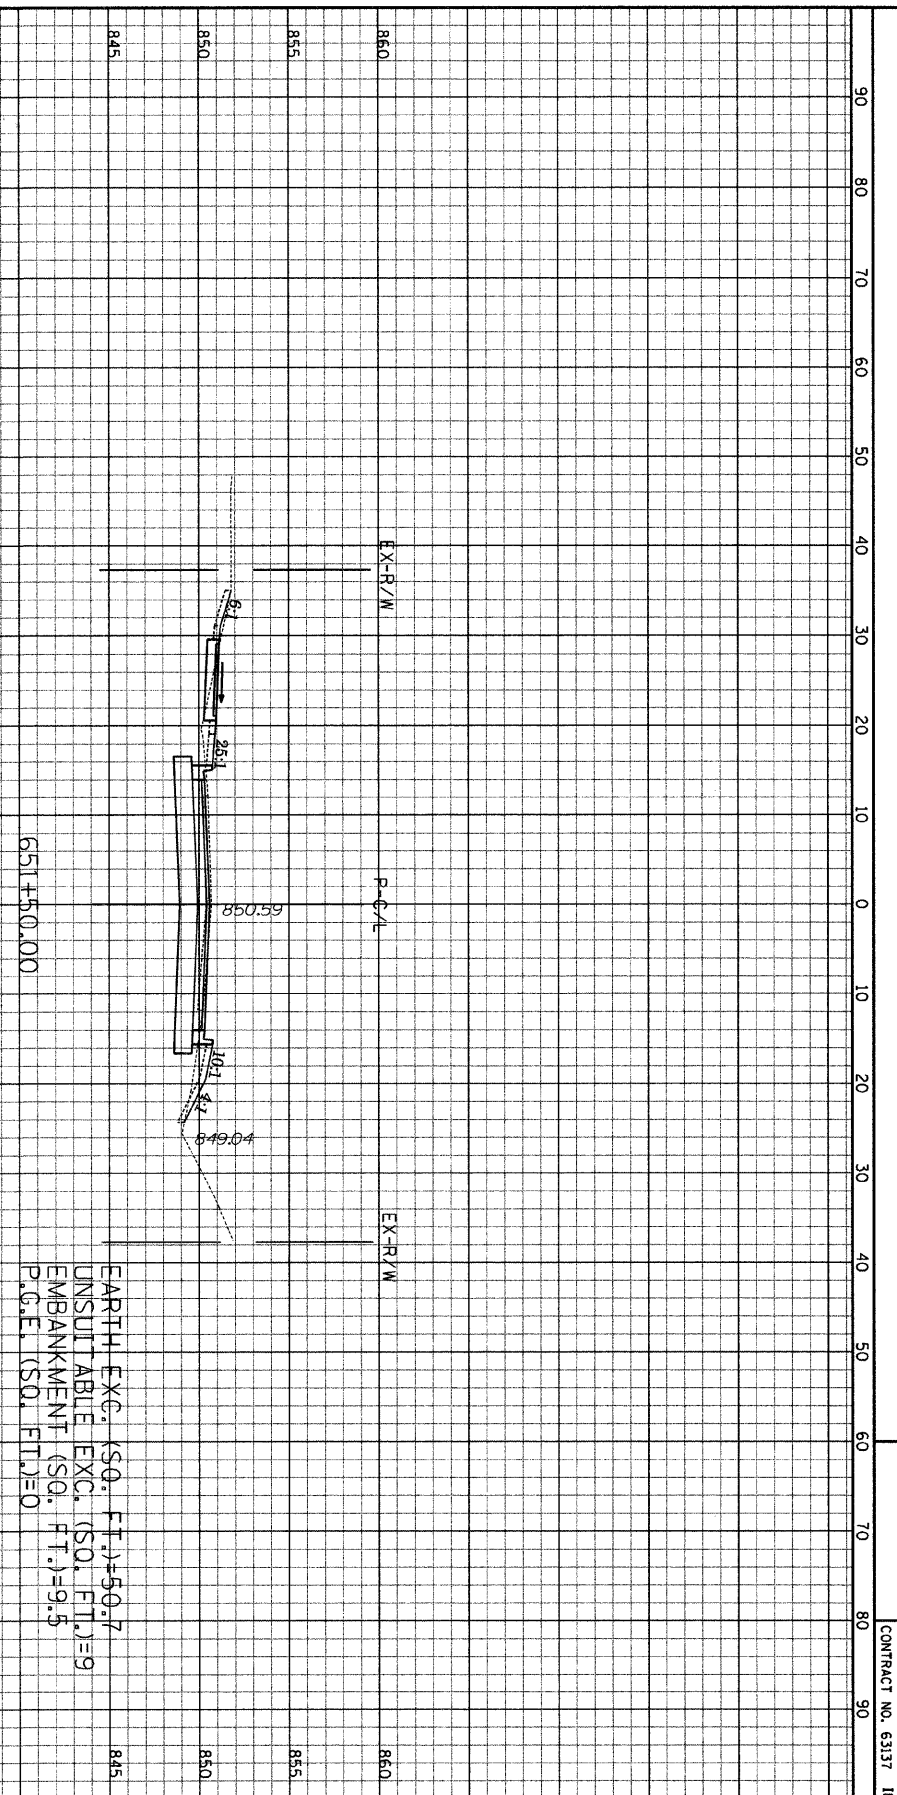 CONTRACT NO. 63137
90 80 70 60 50 40 30 20 10 0 10 20 30 40 50 60 70 80 90
860 EX-R/W P-C/L EX-R/W 860
855 855
850 850
845 845
6:1
25:1
850.59
10:1
4:1
849.04
651+50.00
EARTH EXC. (SQ. FT.)=50.7
UNSUITABLE EXC. (SQ. FT.)=9
EMBANKMENT (SQ. FT.)=9.5
P.G.E. (SQ. FT.)=0